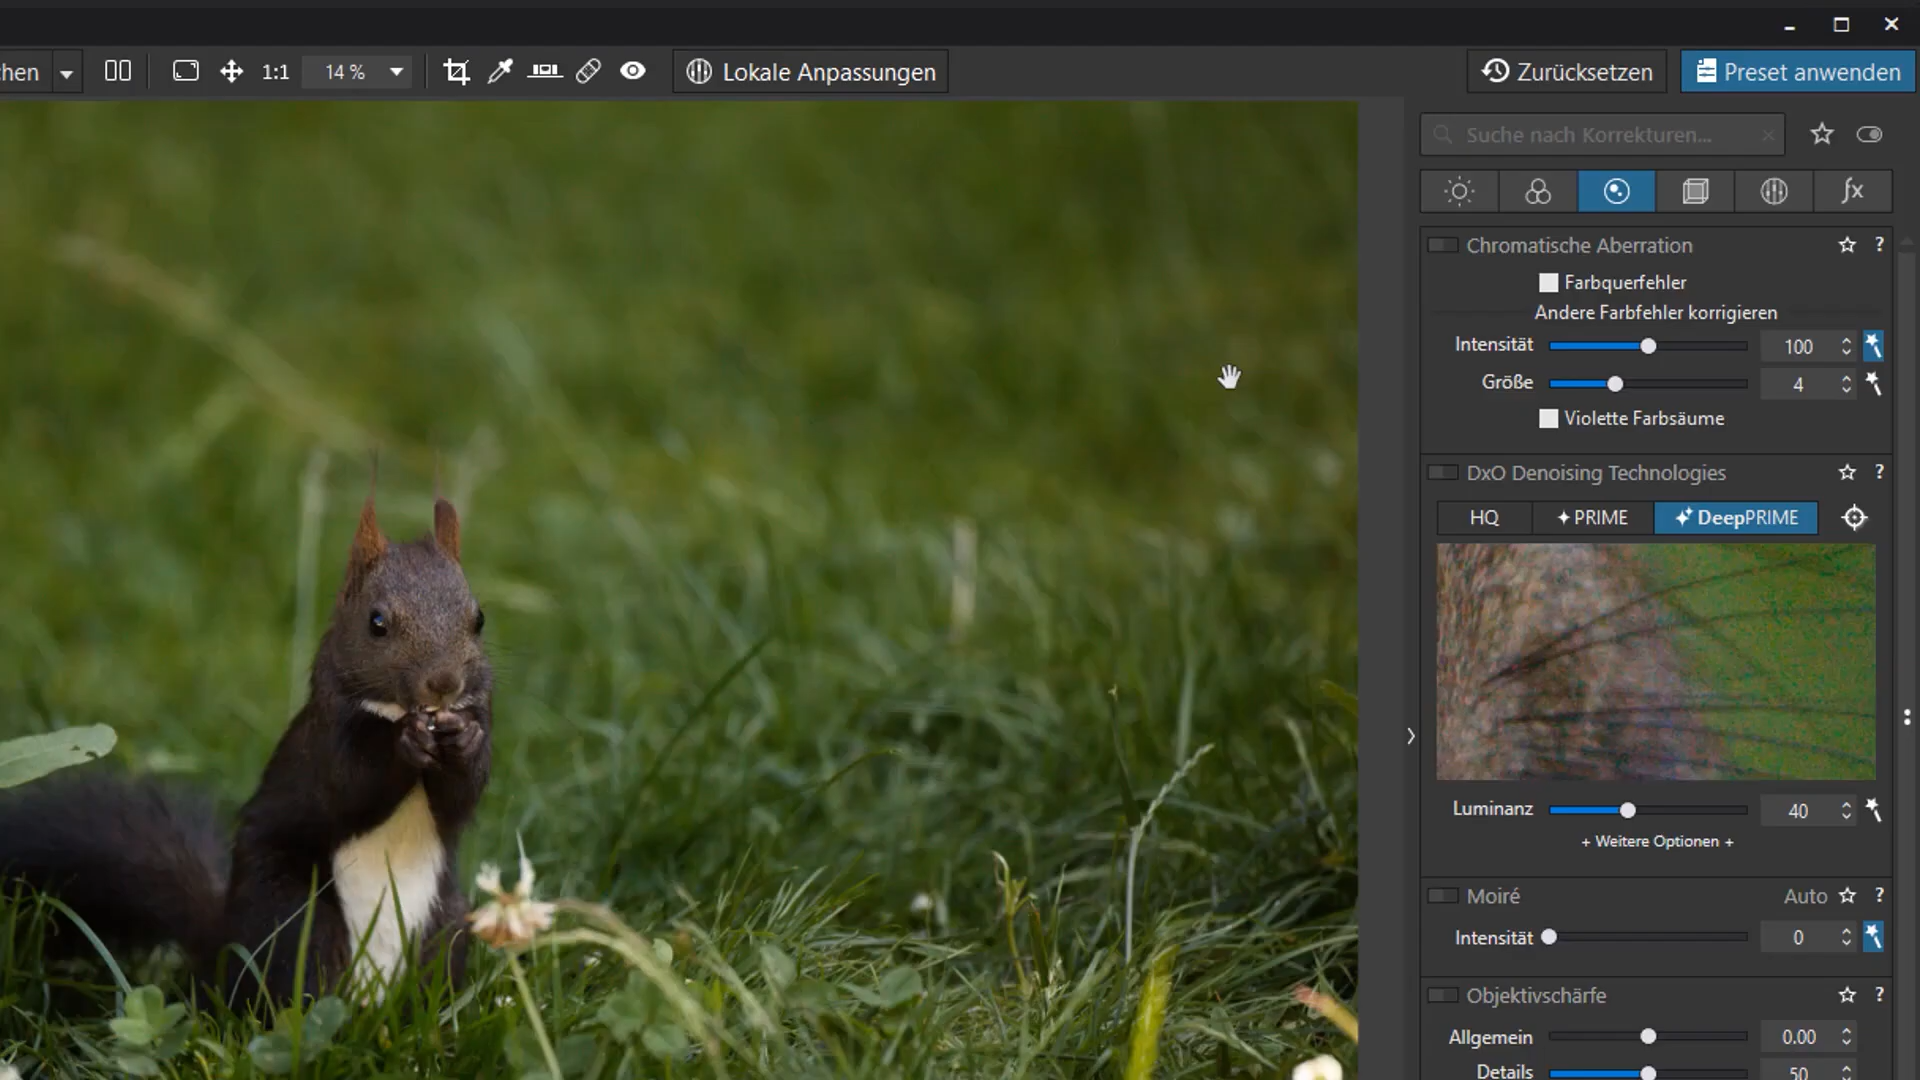 hen
1:1
14 %
Lokale Anpassungen
Zurücksetzen
Preset anwenden
Suche nach Korrekturen...
fx
Chromatische Aberration
?
Farbquerfehler
Andere Farbfehler korrigieren
Intensität
100
Größe
4
Violette Farbsäume
DxO Denoising Technologies
?
HQ
PRIME
DeepPRIME
Luminanz
40
+ Weitere Optionen +
Moiré
Auto
?
Intensität
0
Objektivschärfe
?
Allgemein
0.00
Details
50